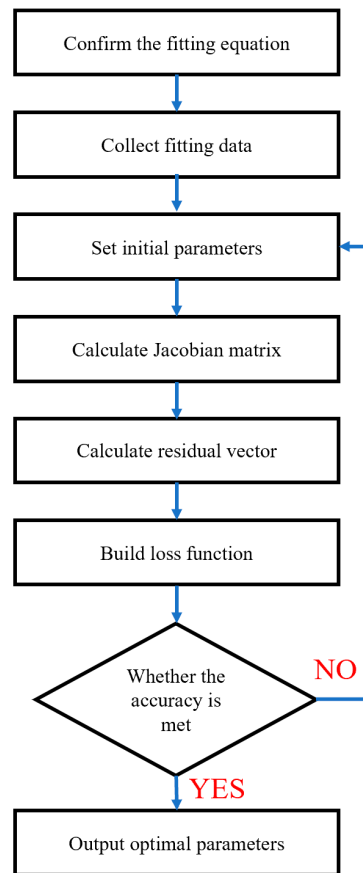 Confirm the fitting equation
Collect fitting data
Set initial parameters
Calculate Jacobian matrix
Calculate residual vector
Build loss function
Whether the
accuracy is
met
NO
YES
Output optimal parameters